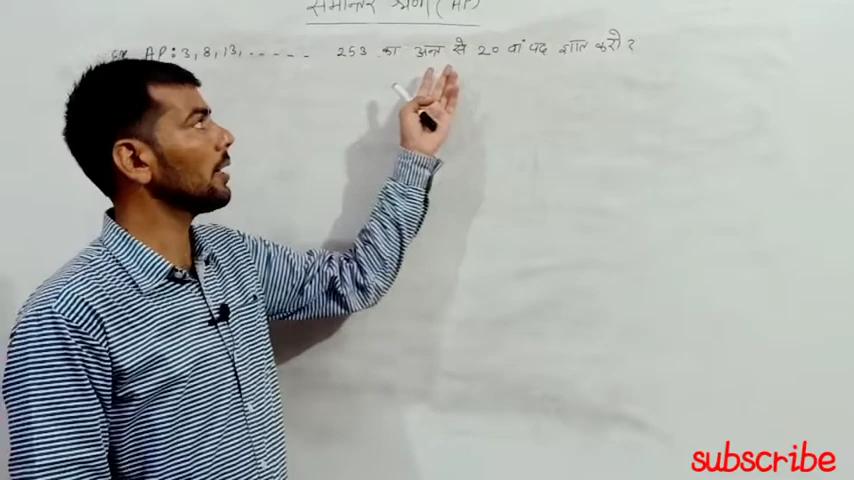 समान्तर श्रेणी (AP)
AP : 3, 8, 13, ...... 253 का अन्त से 20 वां पद ज्ञात करो ?
subscribe